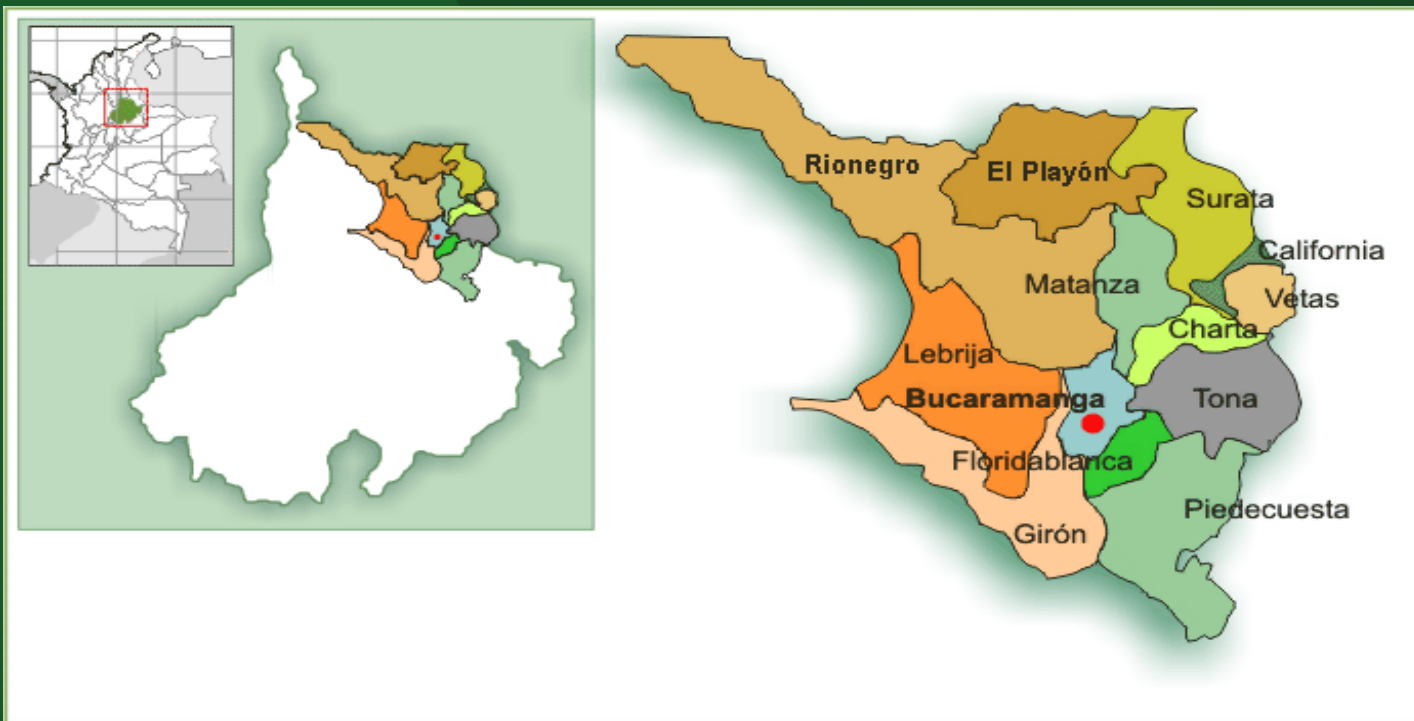 Rionegro
El Playón
Surata
California
Matanza
Vetas
Charta
Lebrija
Bucaramanga
Tona
Floridablanca
Piedecuesta
Girón